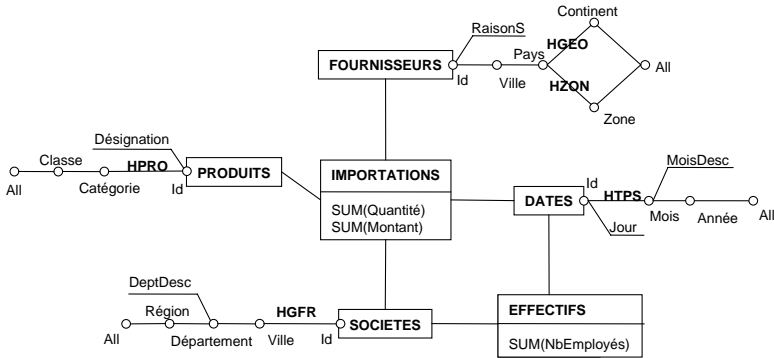 Continent
RaisonS
HGEO
Pays
FOURNISSEURS
All
Id
Ville
HZON
Zone
Désignation
Classe
HPRO
PRODUITS
IMPORTATIONS
MoisDesc
All
Catégorie
Id
Id
HTPS
DATES
SUM(Quantité)
SUM(Montant)
Mois
Année
All
Jour
DeptDesc
Région
HGFR
SOCIETES
EFFECTIFS
All
Département
Ville
Id
SUM(NbEmployés)